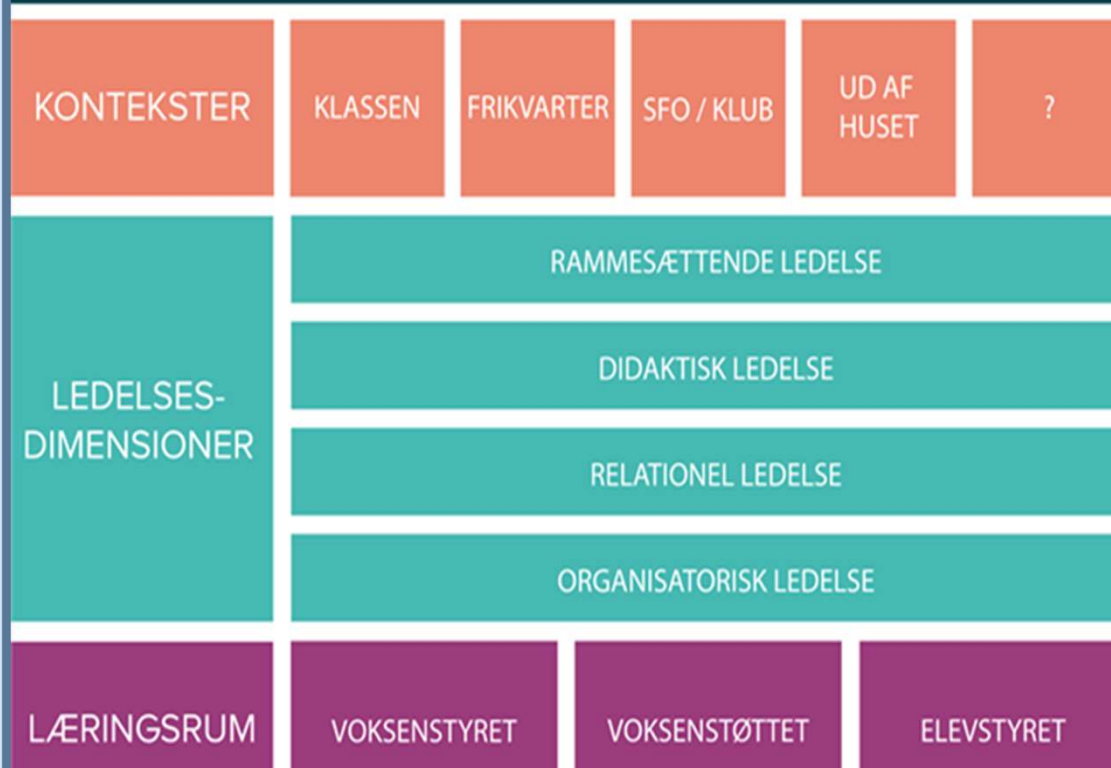 KONTEKSTER
KLASSEN
FRIKVARTER
SFO / KLUB
UD AF
HUSET
?
LEDELSES-
DIMENSIONER
RAMMESÆTTENDE LEDELSE
DIDAKTISK LEDELSE
RELATIONEL LEDELSE
ORGANISATORISK LEDELSE
LÆRINGSRUM
VOKSENSTYRET
VOKSENSTØTTET
ELEVSTYRET